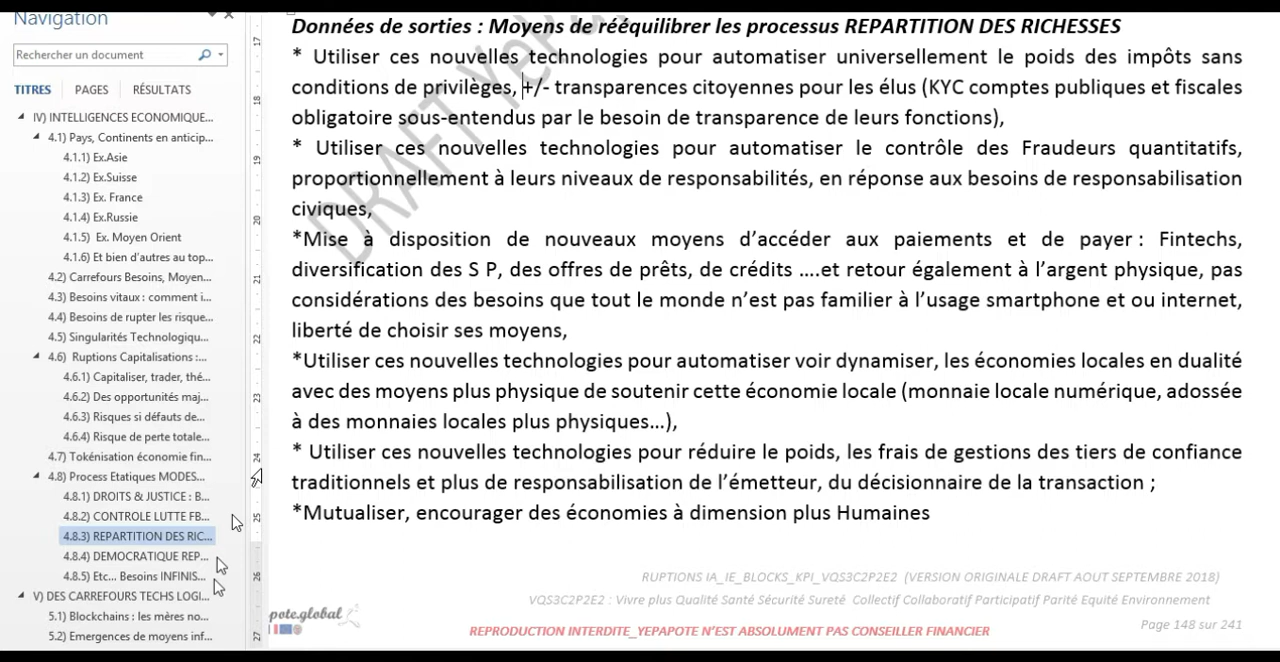 Navigation
Rechercher un document
TITRES PAGES RÉSULTATS
IV) INTELLIGENCES ECONOMIQUE...
4.1) Pays, Continents en anticip...
4.1.1) Ex.Asie
4.1.2) Ex.Suisse
4.1.3) Ex. France
4.1.4) Ex.Russie
4.1.5) Ex. Moyen Orient
4.1.6) Et bien d'autres au top...
4.2) Carrefours Besoins, Moyen...
4.3) Besoins vitaux : comment i...
4.4) Besoins de rupter les risque...
4.5) Singularités Technologiqu...
4.6) Ruptions Capitalisations :...
4.6.1) Capitaliser, trader, thé...
4.6.2) Des opportunités maj...
4.6.3) Risques si défauts de...
4.6.4) Risque de perte totale...
4.7) Tokénisation économie fin...
4.8) Process Etatiques MODES...
4.8.1) DROITS & JUSTICE : B...
4.8.2) CONTROLE LUTTE FB...
4.8.3) REPARTITION DES RIC...
4.8.4) DEMOCRATIQUE REP...
4.8.5) Etc... Besoins INFINIS...
V) DES CARREFOURS TECHS LOGI...
5.1) Blockchains : les mères no...
5.2) Emergences de moyens inf...
17
18
19
20
21
22
23
24
25
26
27
Données de sorties : Moyens de rééquilibrer les processus REPARTITION DES RICHESSES
* Utiliser ces nouvelles technologies pour automatiser universellement le poids des impôts sans
conditions de privilèges, +/- transparences citoyennes pour les élus (KYC comptes publiques et fiscales
obligatoire sous-entendus par le besoin de transparence de leurs fonctions),
* Utiliser ces nouvelles technologies pour automatiser le contrôle des Fraudeurs quantitatifs,
proportionnellement à leurs niveaux de responsabilités, en réponse aux besoins de responsabilisation
civiques,
*Mise à disposition de nouveaux moyens d'accéder aux paiements et de payer : Fintechs,
diversification des S P, des offres de prêts, de crédits ....et retour également à l'argent physique, pas
considérations des besoins que tout le monde n'est pas familier à l'usage smartphone et ou internet,
liberté de choisir ses moyens,
*Utiliser ces nouvelles technologies pour automatiser voir dynamiser, les économies locales en dualité
avec des moyens plus physique de soutenir cette économie locale (monnaie locale numérique, adossée
à des monnaies locales plus physiques...),
* Utiliser ces nouvelles technologies pour réduire le poids, les frais de gestions des tiers de confiance
traditionnels et plus de responsabilisation de l'émetteur, du décisionnaire de la transaction ;
*Mutualiser, encourager des économies à dimension plus Humaines
DRAFT YEPAPO
RUPTIONS IA_IE_BLOCKS_KPI_VQS3C2P2E2 (VERSION ORIGINALE DRAFT AOUT SEPTEMBRE 2018)
VQS3C2P2E2 : Vivre plus Qualité Santé Sécurité Sureté Collectif Collaboratif Participatif Parité Equité Environnement
pote.global
REPRODUCTION INTERDITE_YEPAPOTE N'EST ABSOLUMENT PAS CONSEILLER FINANCIER
Page 148 sur 241